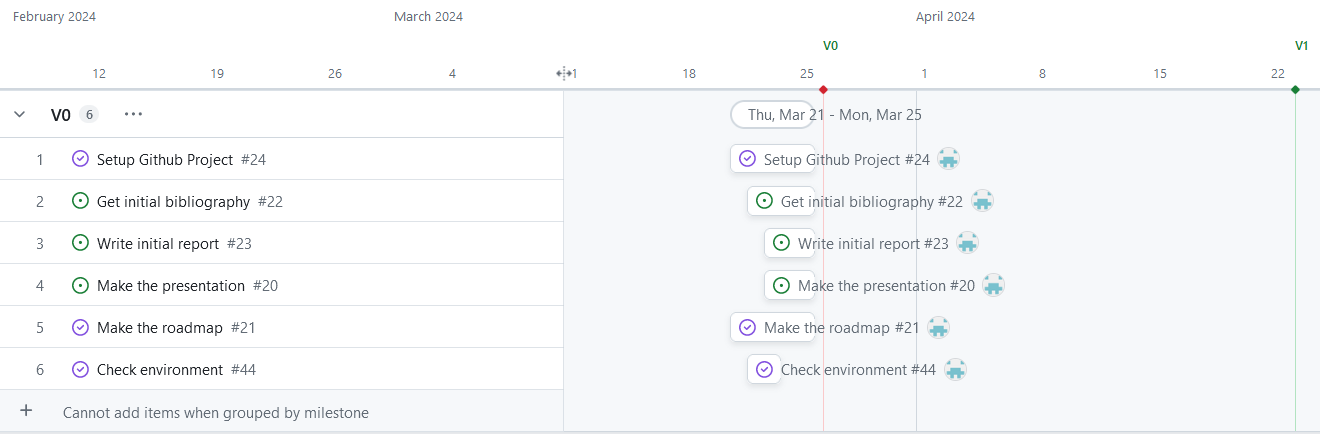 February 2024 March 2024 April 2024
V0 V1
12 19 26 4 1 18 25 1 8 15 22
V0 6 ... Thu, Mar 21 - Mon, Mar 25
1 Setup Github Project #24 Setup Github Project #24
2 Get initial bibliography #22 Get initial bibliography #22
3 Write initial report #23 Write initial report #23
4 Make the presentation #20 Make the presentation #20
5 Make the roadmap #21 Make the roadmap #21
6 Check environment #44 Check environment #44
+ Cannot add items when grouped by milestone